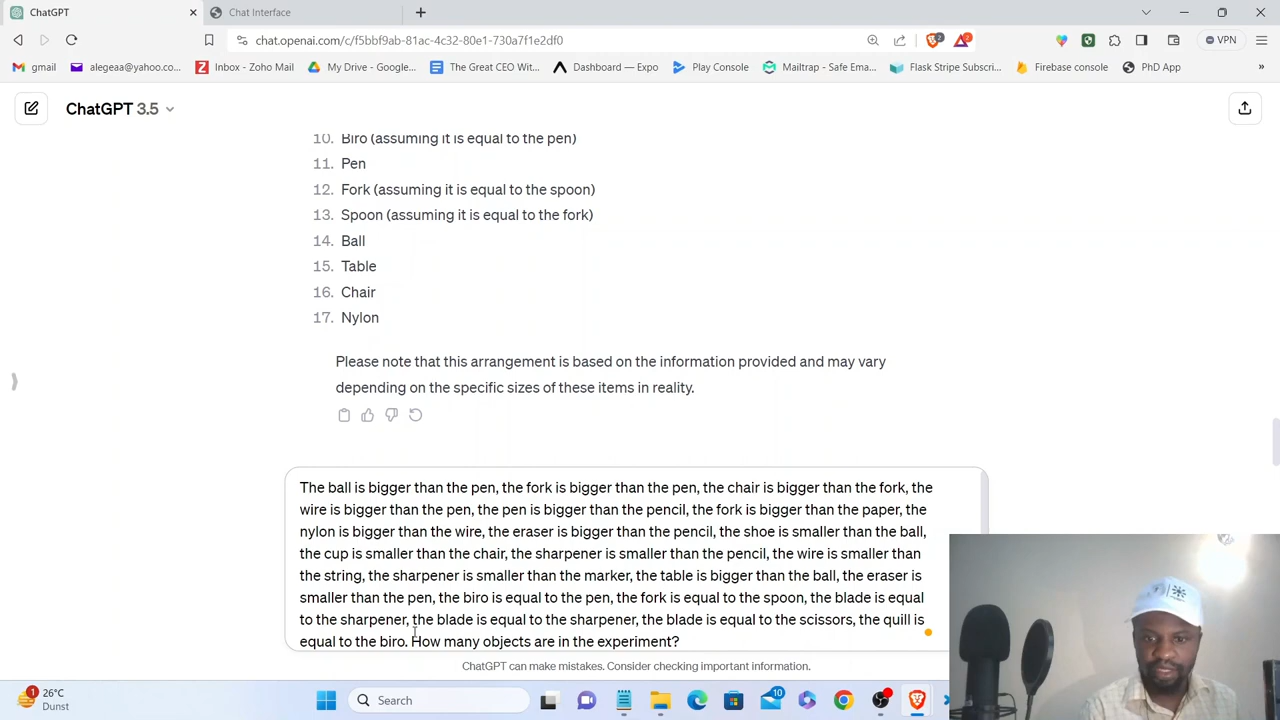 ChatGPT
Chat Interface
chat.openai.com/c/f5bbf9ab-81ac-4c32-80e1-730a7f1e2df0
2
2
VPN
gmail
alegeaa@yahoo.co...
Inbox - Zoho Mail
My Drive - Google...
The Great CEO Wit...
Dashboard — Expo
Play Console
Mailtrap - Safe Ema...
Flask Stripe Subscri...
Firebase console
PhD App
»
ChatGPT 3.5
10. Biro (assuming it is equal to the pen)
11. Pen
12. Fork (assuming it is equal to the spoon)
13. Spoon (assuming it is equal to the fork)
14. Ball
15. Table
16. Chair
17. Nylon
Please note that this arrangement is based on the information provided and may vary
depending on the specific sizes of these items in reality.
The ball is bigger than the pen, the fork is bigger than the pen, the chair is bigger than the fork, the
wire is bigger than the pen, the pen is bigger than the pencil, the fork is bigger than the paper, the
nylon is bigger than the wire, the eraser is bigger than the pencil, the shoe is smaller than the ball,
the cup is smaller than the chair, the sharpener is smaller than the pencil, the wire is smaller than
the string, the sharpener is smaller than the marker, the table is bigger than the ball, the eraser is
smaller than the pen, the biro is equal to the pen, the fork is equal to the spoon, the blade is equal
to the sharpener, the blade is equal to the sharpener, the blade is equal to the scissors, the quill is
equal to the biro. How many objects are in the experiment?
ChatGPT can make mistakes. Consider checking important information.
1
26°C
Dunst
Search
10